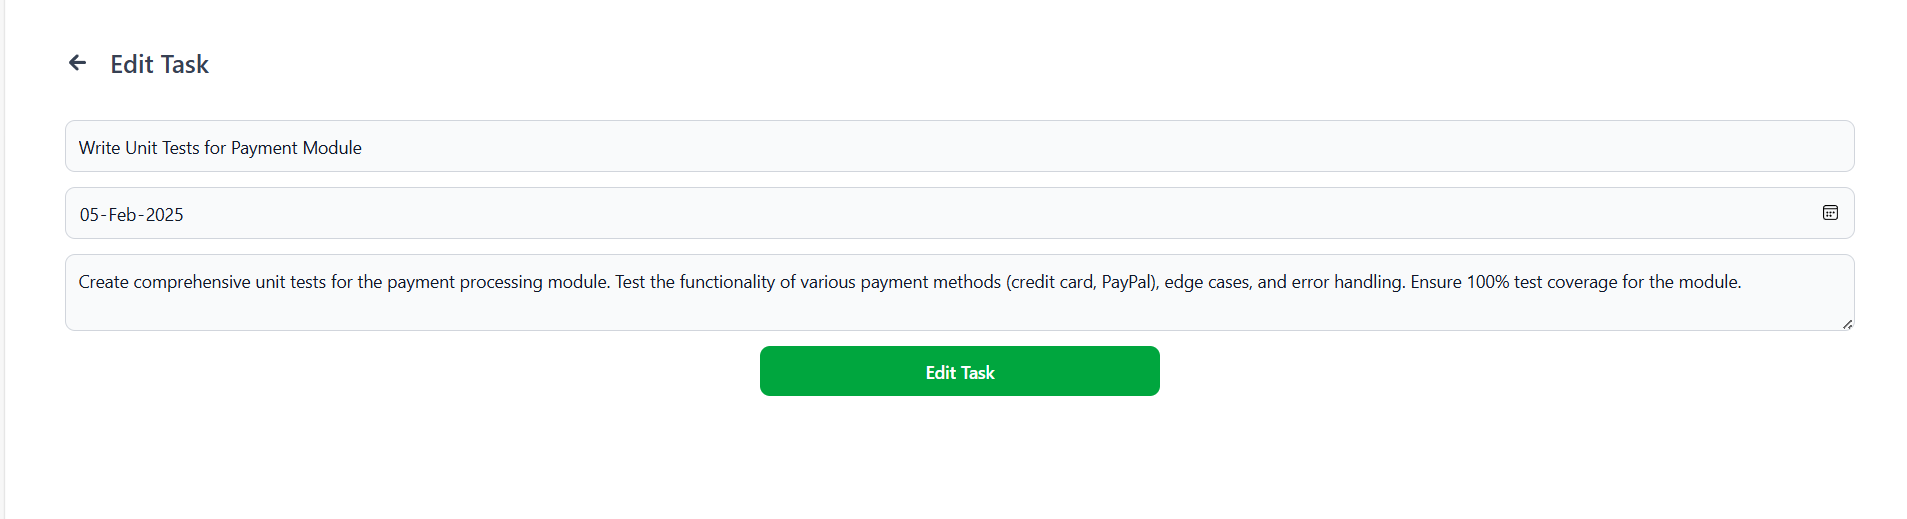 Edit Task
Write Unit Tests for Payment Module
05-Feb-2025
Create comprehensive unit tests for the payment processing module. Test the functionality of various payment methods (credit card, PayPal), edge cases, and error handling. Ensure 100% test coverage for the module.
Edit Task